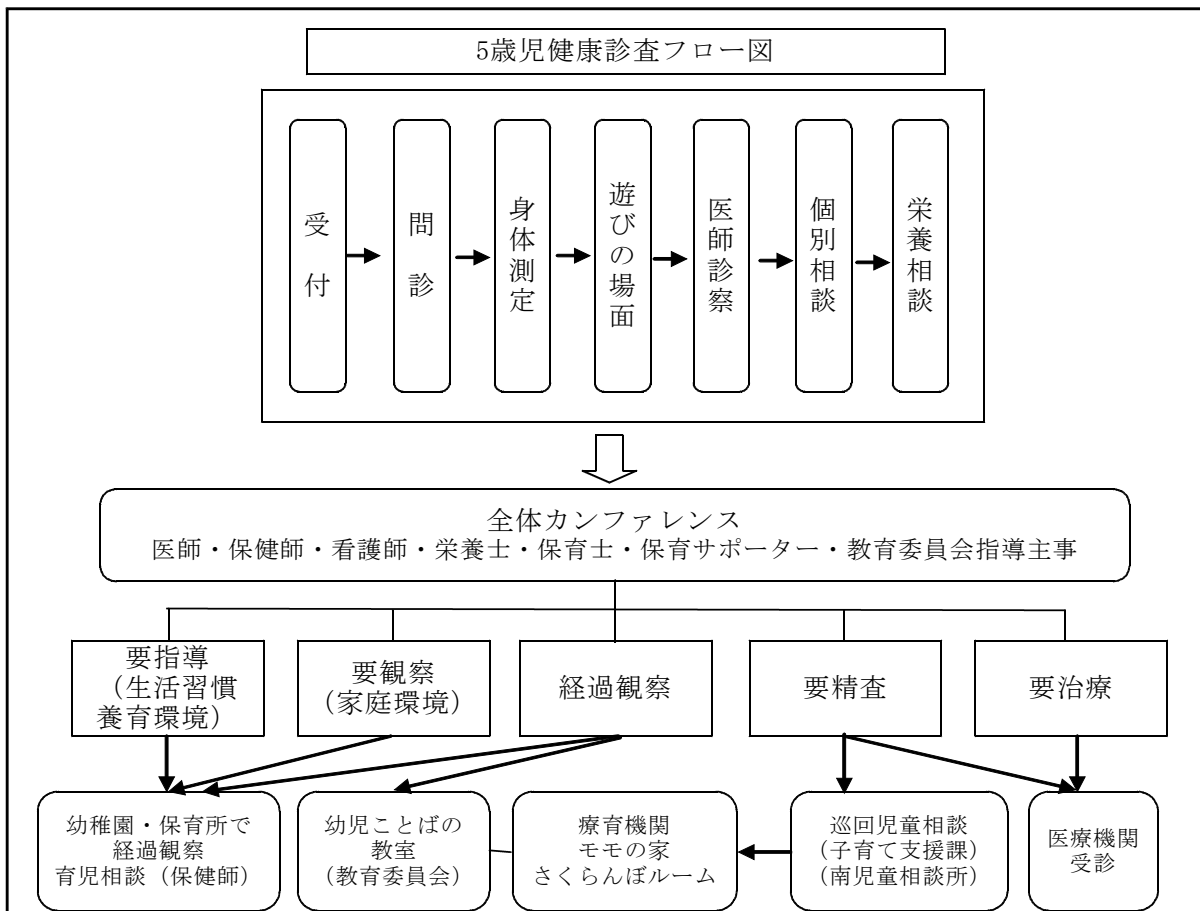 5歳児健康診査フロー図
受付
問診
身体測定
遊びの場面
医師診察
個別相談
栄養相談
全体カンファレンス
医師・保健師・看護師・栄養士・保育士・保育サポーター・教育委員会指導主事
要指導
（生活習慣
養育環境）
要観察
（家庭環境）
経過観察
要精査
要治療
幼稚園・保育所で
経過観察
育児相談（保健師）
幼児ことばの
教室
（教育委員会）
療育機関
モモの家
さくらんぼルーム
巡回児童相談
（子育て支援課）
（南児童相談所）
医療機関
受診